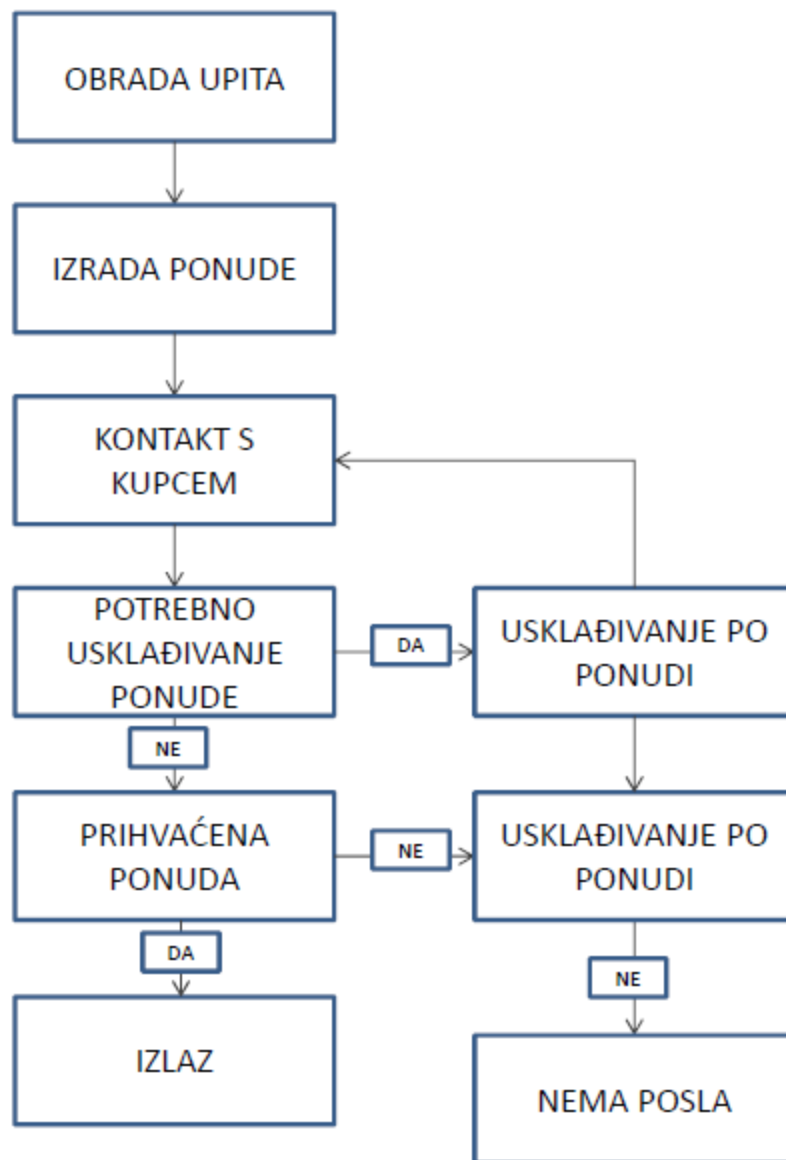 OBRADA UPITA
IZRADA PONUDE
KONTAKT S
KUPCEM
POTREBNO
USKLAĐIVANJE
PONUDE
DA
USKLAĐIVANJE PO
PONUDI
NE
PRIHVAĆENA
PONUDA
NE
USKLAĐIVANJE PO
PONUDI
DA
NE
IZLAZ
NEMA POSLA